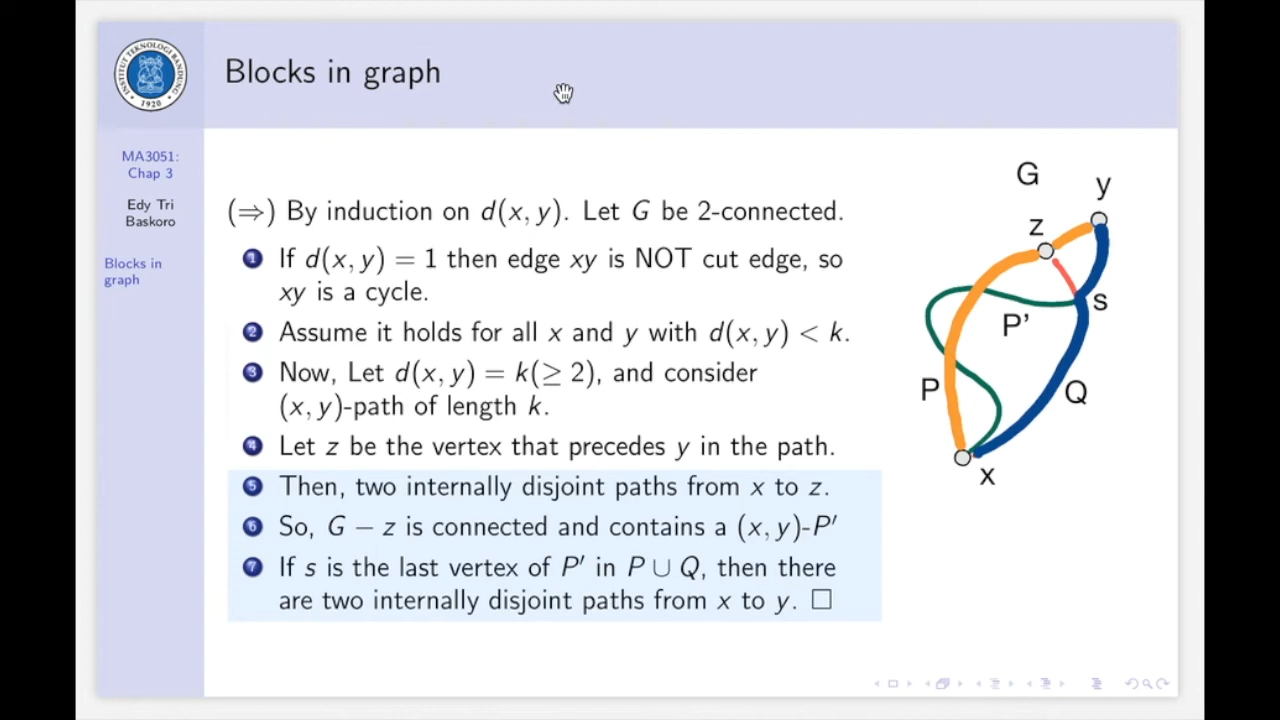 INSTITUT TEKNOLOGI BANDUNG
1920
Blocks in graph
MA3051:
Chap 3
Edy Tri
Baskoro
Blocks in
graph
(⇒) By induction on d(x, y). Let G be 2-connected.
1 If d(x, y) = 1 then edge xy is NOT cut edge, so
xy is a cycle.
2 Assume it holds for all x and y with d(x, y) < k.
3 Now, Let d(x, y) = k(≥ 2), and consider
(x, y)-path of length k.
4 Let z be the vertex that precedes y in the path.
5 Then, two internally disjoint paths from x to z.
6 So, G − z is connected and contains a (x, y)-P′
7 If s is the last vertex of P′ in P ∪ Q, then there
are two internally disjoint paths from x to y. □
G
y
z
s
P'
P
Q
x